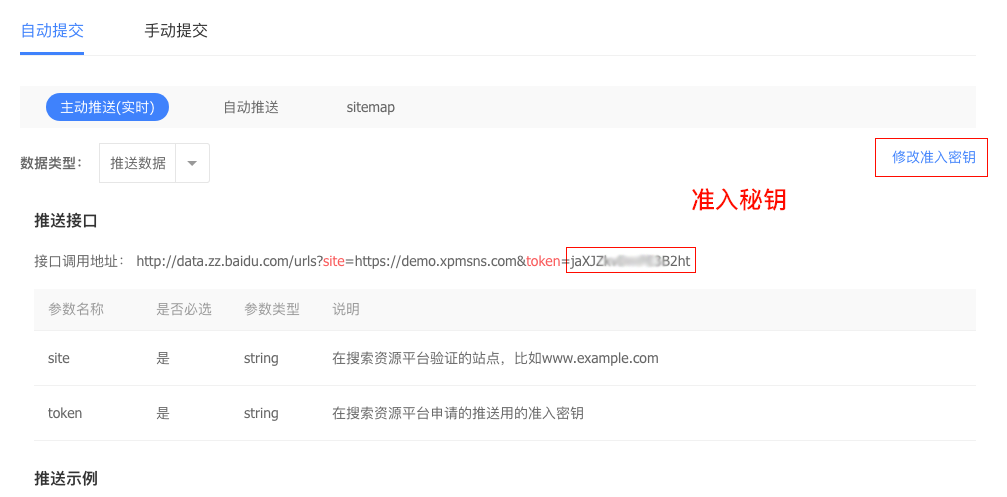 自动提交 手动提交
主动推送(实时) 自动推送 sitemap
数据类型： 推送数据 修改准入密钥
准入秘钥
推送接口
接口调用地址： http://data.zz.baidu.com/urls?site=https://demo.xpmsns.com&token=jaXJZ B2ht
参数名称 是否必选 参数类型 说明
site 是 string 在搜索资源平台验证的站点，比如www.example.com
token 是 string 在搜索资源平台申请的推送用的准入密钥
推送示例